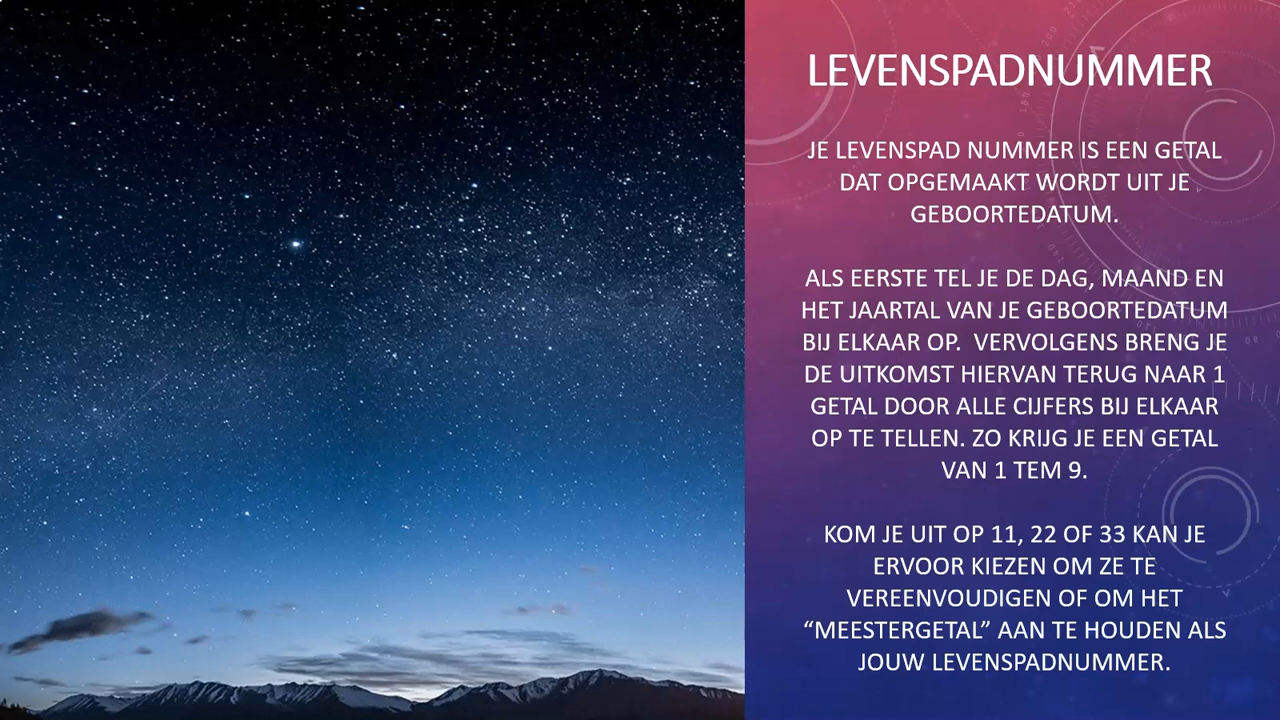 LEVENSPADNUMMER
JE LEVENSPAD NUMMER IS EEN GETAL
DAT OPGEMAAKT WORDT UIT JE
GEBOORTEDATUM.
ALS EERSTE TEL JE DE DAG, MAAND EN
HET JAARTAL VAN JE GEBOORTEDATUM
BIJ ELKAAR OP.  VERVOLGENS BRENG JE
DE UITKOMST HIERVAN TERUG NAAR 1
GETAL DOOR ALLE CIJFERS BIJ ELKAAR
OP TE TELLEN. ZO KRIJG JE EEN GETAL
VAN 1 TEM 9.
KOM JE UIT OP 11, 22 OF 33 KAN JE
ERVOOR KIEZEN OM ZE TE
VEREENVOUDIGEN OF OM HET
“MEESTERGETAL” AAN TE HOUDEN ALS
JOUW LEVENSPADNUMMER.